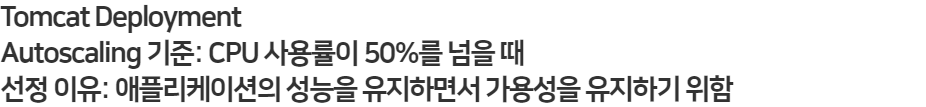 Tomcat Deployment
Autoscaling 기준: CPU 사용률이 50%를 넘을 때
선정 이유: 애플리케이션의 성능을 유지하면서 가용성을 유지하기 위함